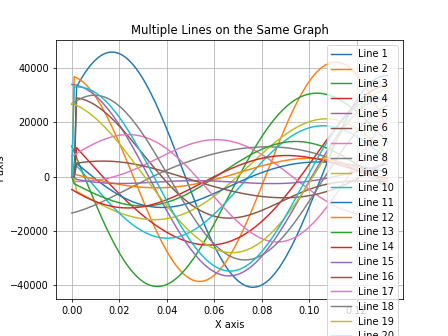 Multiple Lines on the Same Graph
40000
20000
0
−20000
−40000
0.00
0.02
0.04
0.06
0.08
0.10
X axis
Line 1
Line 2
Line 3
Line 4
Line 5
Line 6
Line 7
Line 8
Line 9
Line 10
Line 11
Line 12
Line 13
Line 14
Line 15
Line 16
Line 17
Line 18
Line 19
Line 20